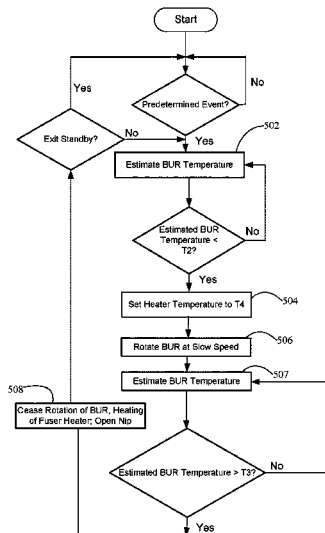 Start
Predetermined Event?
No
Yes
Exit Standby?
Yes
No
502
Estimate BUR Temperature
Estimated BUR
Temperature <
T2?
No
Yes
Set Heater Temperature to T4
504
Rotate BUR at Slow Speed
506
Estimate BUR Temperature
507
508
Cease Rotation of BUR, Heating
of Fuser Heater; Open Nip
Estimated BUR Temperature > T3?
No
Yes